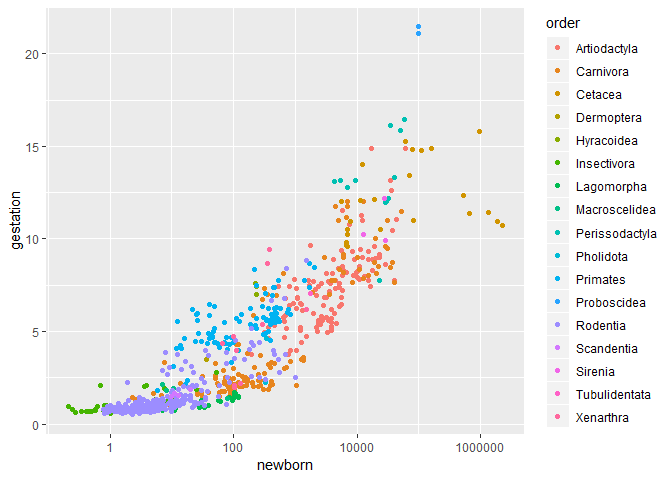 order
Artiodactyla
Carnivora
Cetacea
Dermoptera
Hyracoidea
Insectivora
Lagomorpha
Macroscelidea
Perissodactyla
Pholidota
Primates
Proboscidea
Rodentia
Scandentia
Sirenia
Tubulidentata
Xenarthra
gestation
20
15
10
5
0
1
100
10000
1000000
newborn